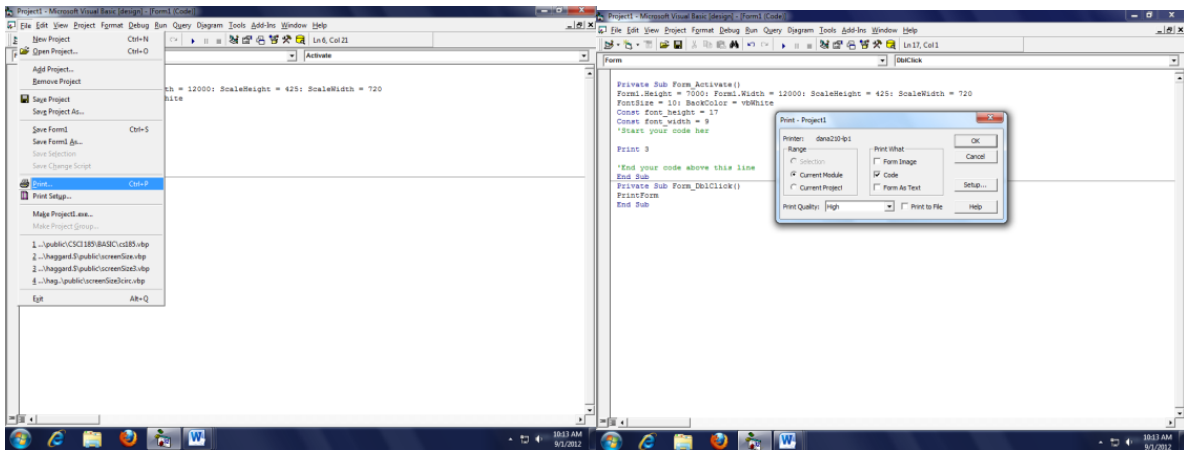 Project1 - Microsoft Visual Basic [design] - [Form1 (Code)]
File Edit View Project Format Debug Run Query Diagram Tools Add-Ins Window Help
Ln 6, Col 21
Activate
New Project Ctrl+N
Open Project... Ctrl+O
Add Project...
Remove Project
Save Project
Save Project As...
Save Form1 Ctrl+S
Save Form1 As...
Save Selection
Save Change Script
Print... Ctrl+P
Print Setup...
Make Project1.exe...
Make Project Group...
1 ...\public\CSCI185\BASIC\cs185.vbp
2 ...\haggard.S\public\screenSize.vbp
3 ...\haggard.S\public\screenSize3.vbp
4 ...\hag..\public\screenSize3circ.vbp
Exit Alt+Q
th = 12000: ScaleHeight = 425: ScaleWidth = 720
hite
10:13 AM
9/1/2012
Project1 - Microsoft Visual Basic [design] - [Form1 (Code)]
File Edit View Project Format Debug Run Query Diagram Tools Add-Ins Window Help
Ln 17, Col 1
Form
DblClick
Private Sub Form_Activate()
Form1.Height = 7000: Form1.Width = 12000: ScaleHeight = 425: ScaleWidth = 720
FontSize = 10: BackColor = vbWhite
Const font_height = 17
Const font_width = 9
'Start your code her
Print 3
'End your code above this line
End Sub
Private Sub Form_DblClick()
PrintForm
End Sub
Print - Project1
Printer: dana210-lp1
OK
Range
Print What
Selection
Form Image
Cancel
Current Module
Code
Current Project
Form As Text
Setup...
Print Quality: High
Print to File
Help
10:13 AM
9/1/2012